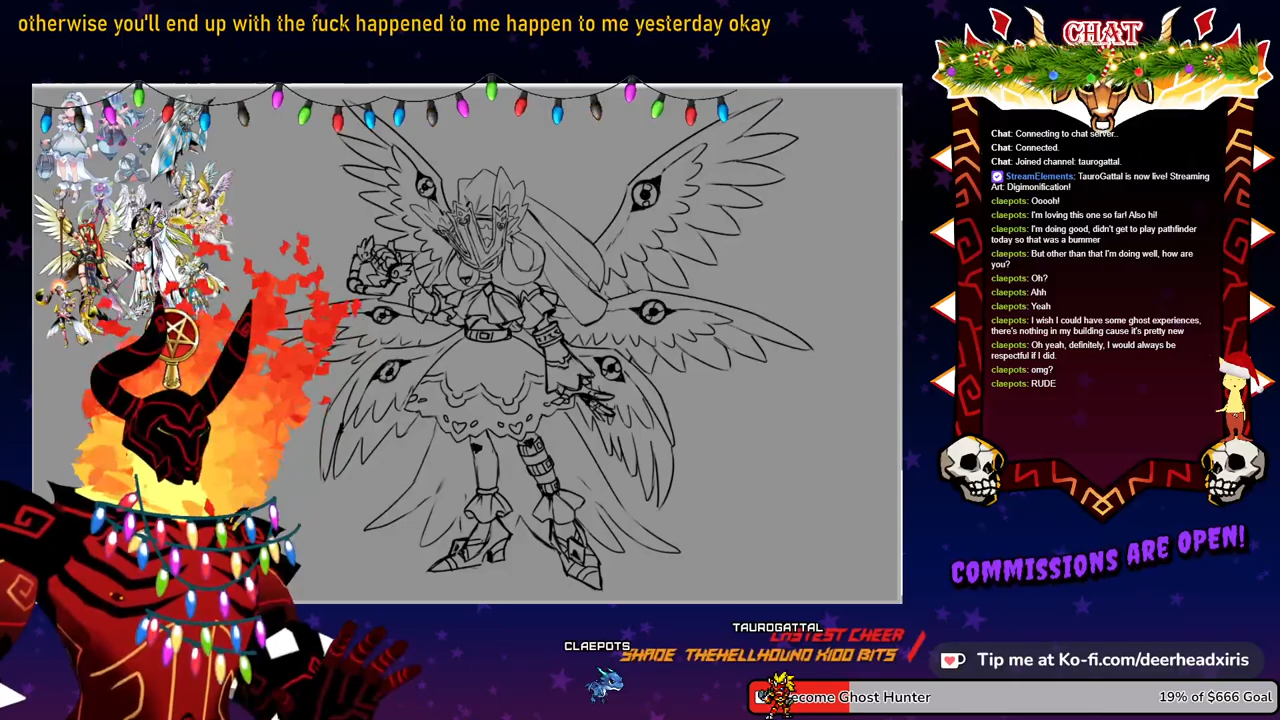 otherwise you'll end up with the fuck happened to me happen to me yesterday okay
CHAT
Chat: Connecting to chat server..
Chat: Connected.
Chat: Joined channel: taurogattal.
StreamElements: TauroGattal is now live! Streaming
Art: Digimonification!
claepots: Ooooh!
claepots: I'm loving this one so far! Also hi!
claepots: I'm doing good, didn't get to play pathfinder
today so that was a bummer
claepots: But other than that I'm doing well, how are
you?
claepots: Oh?
claepots: Ahh
claepots: Yeah
claepots: I wish I could have some ghost experiences,
there's nothing in my building cause it's pretty new
claepots: Oh yeah, definitely, I would always be
respectful if I did.
claepots: omg?
claepots: RUDE
COMMISSIONS ARE OPEN!
TAUROGATTAL
LASTEST CHEER
CLAEPOTS
SHADE_THEHELLHOUND X100 BITS
Tip me at Ko-fi.com/deerheadxiris
Become Ghost Hunter
19% of $666 Goal